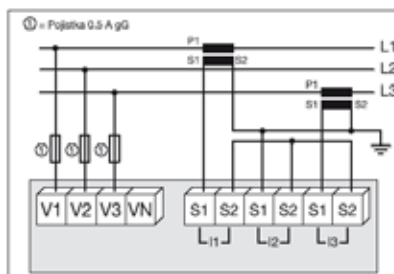 ① = Pojistka 0.5 A gG
P1 L1
S1 S2 L2
P1 L3
S1 S2
① ① ①
V1 V2 V3 VN S1 S2 S1 S2 S1 S2
I1 I2 I3